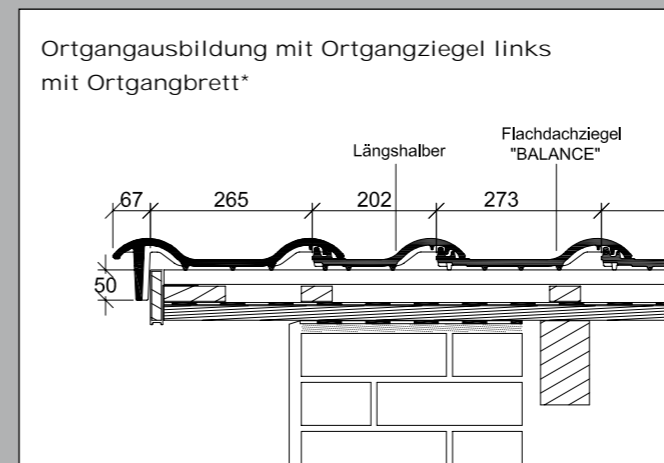 Ortgangausbildung mit Ortgangziegel links
mit Ortgangbrett*
Flachdachziegel
"BALANCE"
Längshalber
67 265 202 273
50